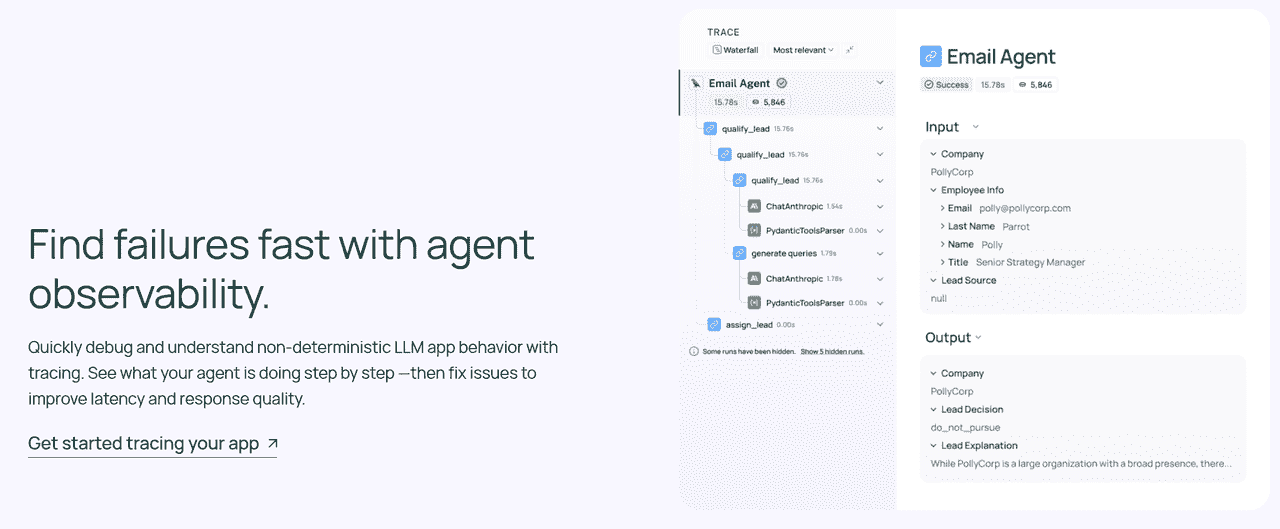 Find failures fast with agent
observability.
Quickly debug and understand non-deterministic LLM app behavior with
tracing. See what your agent is doing step by step —then fix issues to
improve latency and response quality.
Get started tracing your app
TRACE
Waterfall Most relevant
Email Agent
15.78s 5,846
qualify_lead 15.76s
qualify_lead 15.76s
qualify_lead 15.76s
ChatAnthropic 1.54s
PydanticToolsParser 0.00s
generate queries 1.79s
ChatAnthropic 1.78s
PydanticToolsParser 0.00s
assign_lead 0.00s
Some runs have been hidden. Show 5 hidden runs.
Email Agent
Success 15.78s 5,846
Input
Company
PollyCorp
Employee Info
Email polly@pollycorp.com
Last Name Parrot
Name Polly
Title Senior Strategy Manager
Lead Source
null
Output
Company
PollyCorp
Lead Decision
do_not_pursue
Lead Explanation
While PollyCorp is a large organization with a broad presence, there...